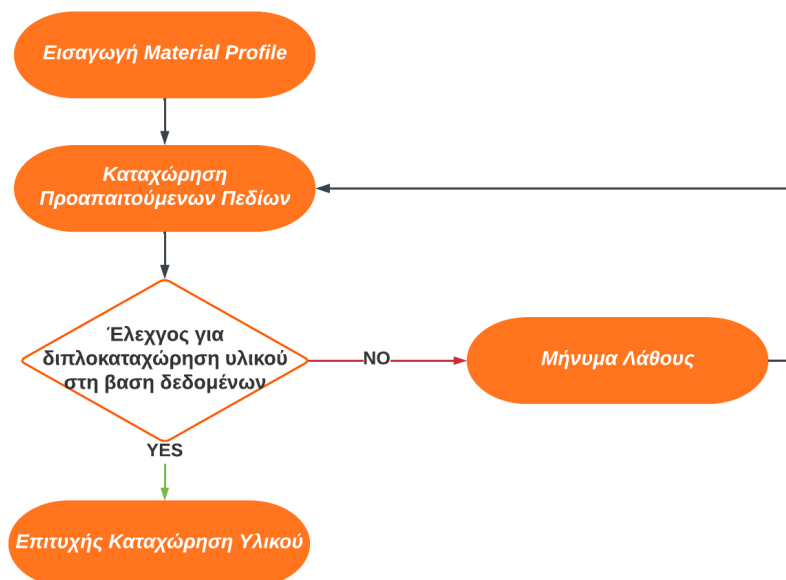 Εισαγωγή Material Profile
Καταχώρηση
Προαπαιτούμενων Πεδίων
Έλεγχος για
διπλοκαταχώρηση υλικού
στη βαση δεδομένων
NO
Μήνυμα Λάθους
YES
Επιτυχής Καταχώρηση Υλικού